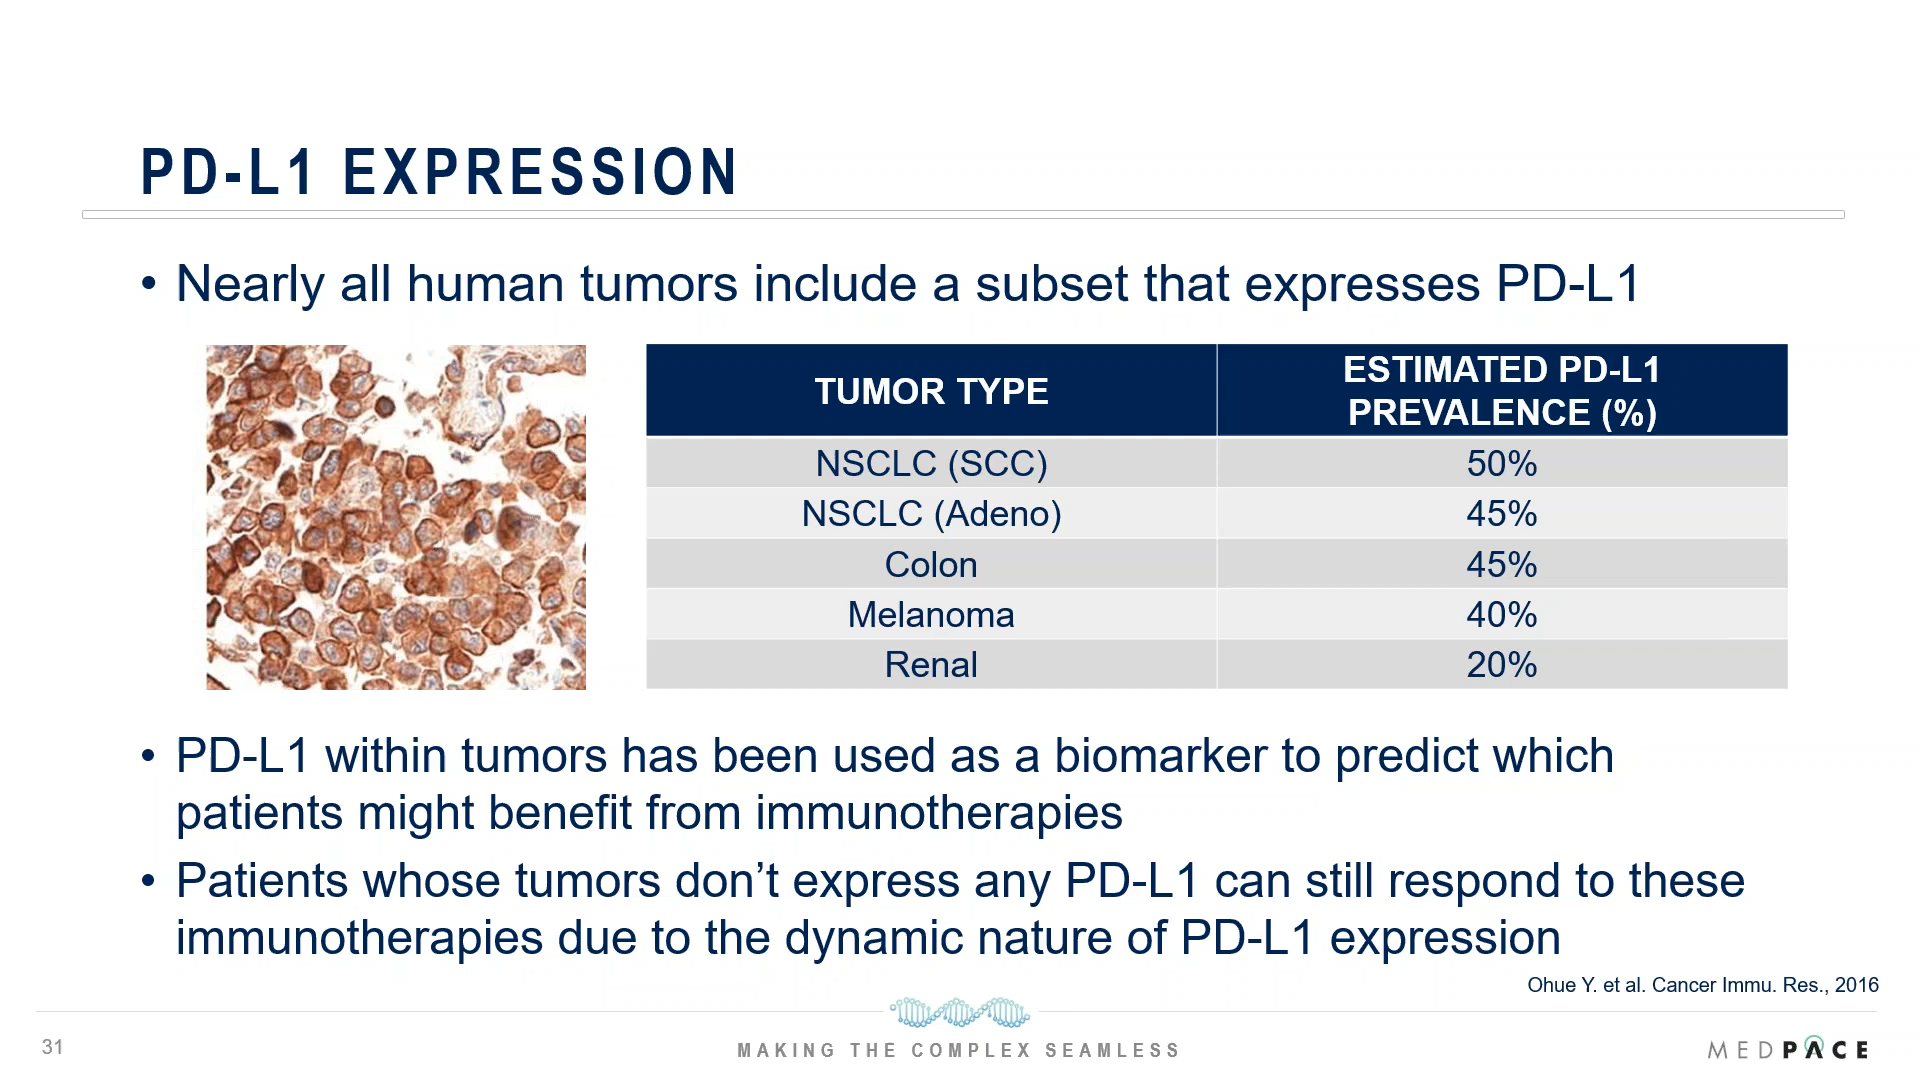 PD-L1 EXPRESSION
• Nearly all human tumors include a subset that expresses PD-L1
TUMOR TYPE
ESTIMATED PD-L1
PREVALENCE (%)
NSCLC (SCC) 50%
NSCLC (Adeno) 45%
Colon 45%
Melanoma 40%
Renal 20%
• PD-L1 within tumors has been used as a biomarker to predict which
patients might benefit from immunotherapies
• Patients whose tumors don’t express any PD-L1 can still respond to these
immunotherapies due to the dynamic nature of PD-L1 expression
Ohue Y. et al. Cancer Immu. Res., 2016
31
MAKING THE COMPLEX SEAMLESS
MEDPACE